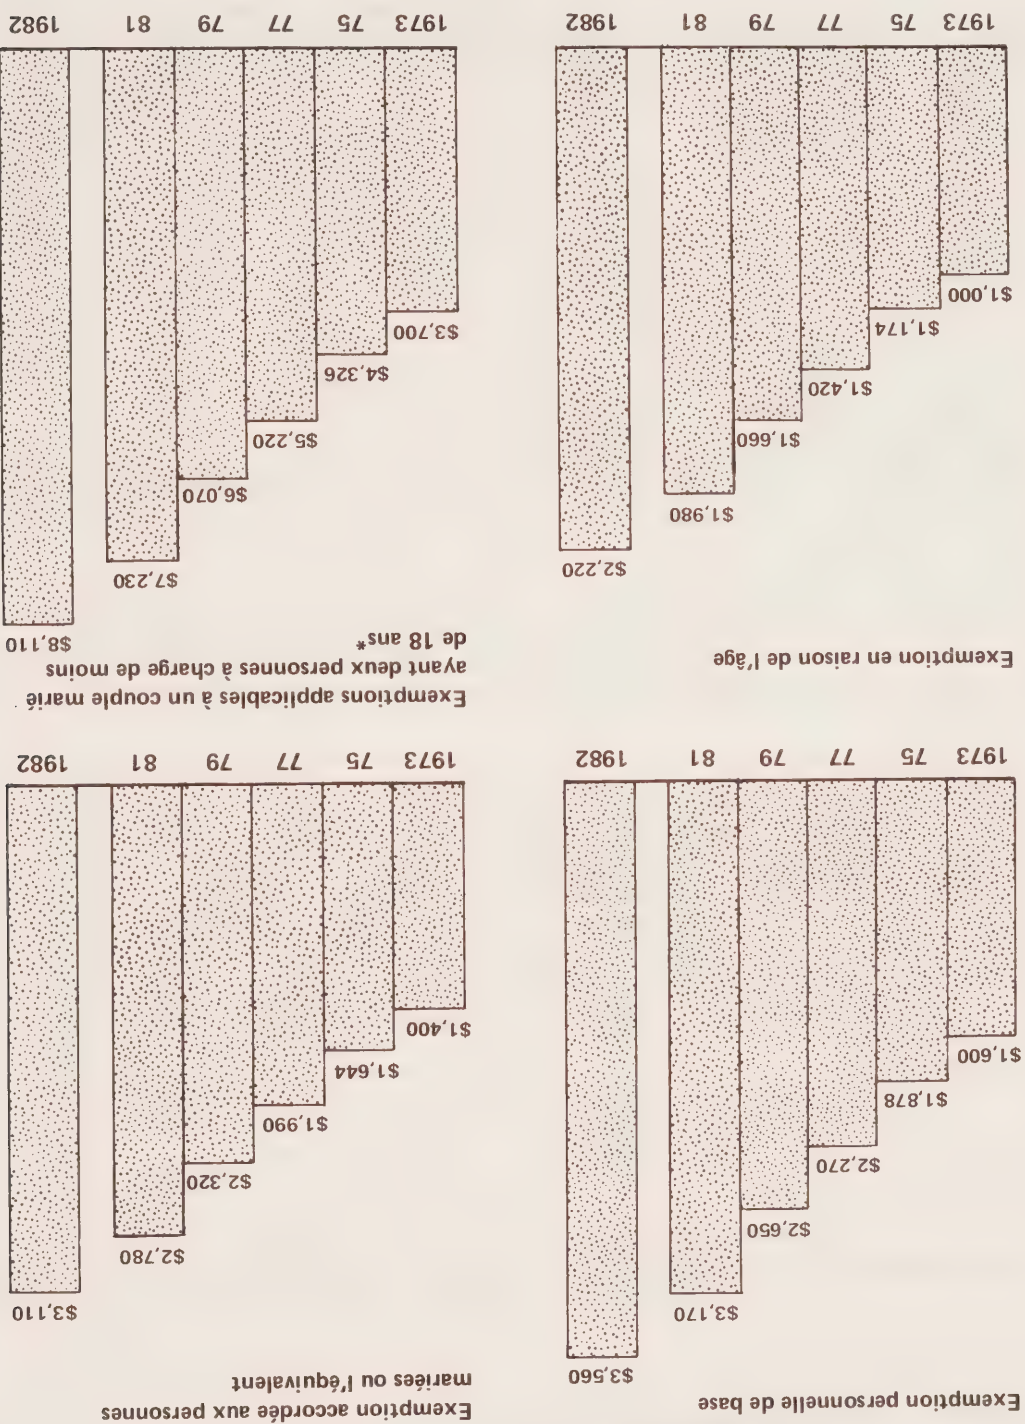 Exemption personnelle de base
$3,560
$3,170
$2,650
$2,270
$1,878
$1,600
1973 75 77 79 81 1982
Exemption accordée aux personnes
mariées ou l'équivalent
$3,110
$2,780
$2,320
$1,990
$1,644
$1,400
1973 75 77 79 81 1982
Exemption en raison de l'âge
$2,220
$1,980
$1,660
$1,420
$1,174
$1,000
1973 75 77 79 81 1982
Exemptions applicables à un couple marié
ayant deux personnes à charge de moins
de 18 ans*
$8,110
$7,230
$6,070
$5,220
$4,326
$3,700
1973 75 77 79 81 1982